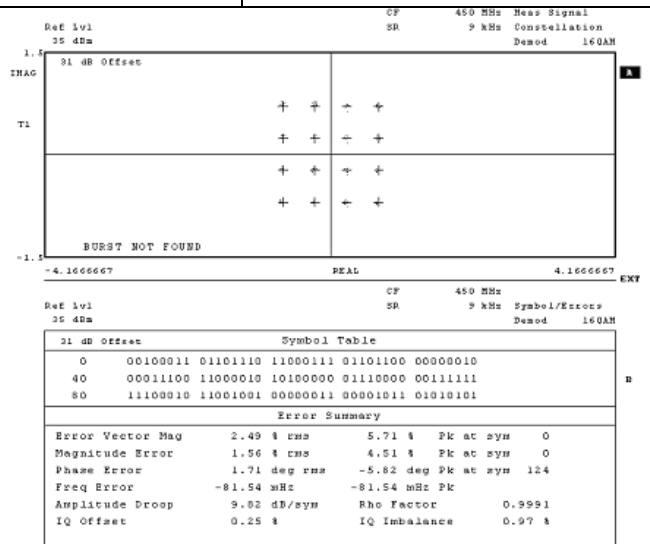 CF 450 MHz Meas Signal
Ref Lvl SR 9 kHz Constellation
35 dBm Demod 16QAM
1.5
31 dB Offset
IMAG
A
T1
BURST NOT FOUND
-1.5
-4.1666667 REAL 4.1666667
EXT
CF 450 MHz
Ref Lvl SR 9 kHz Symbol/Errors
35 dBm Demod 16QAM
31 dB Offset Symbol Table
0 00100011 01101110 11000111 01101100 00000010
40 00011100 11000010 10100000 01110000 00111111
B
80 11100010 11001001 00000011 00001011 01010101
Error Summary
Error Vector Mag 2.49 % rms 5.71 % Pk at sym 0
Magnitude Error 1.56 % rms 4.51 % Pk at sym 0
Phase Error 1.71 deg rms -5.82 deg Pk at sym 124
Freq Error -81.54 mHz -81.54 mHz Pk
Amplitude Droop 9.82 dB/sym Rho Factor 0.9991
IQ Offset 0.25 % IQ Imbalance 0.97 %